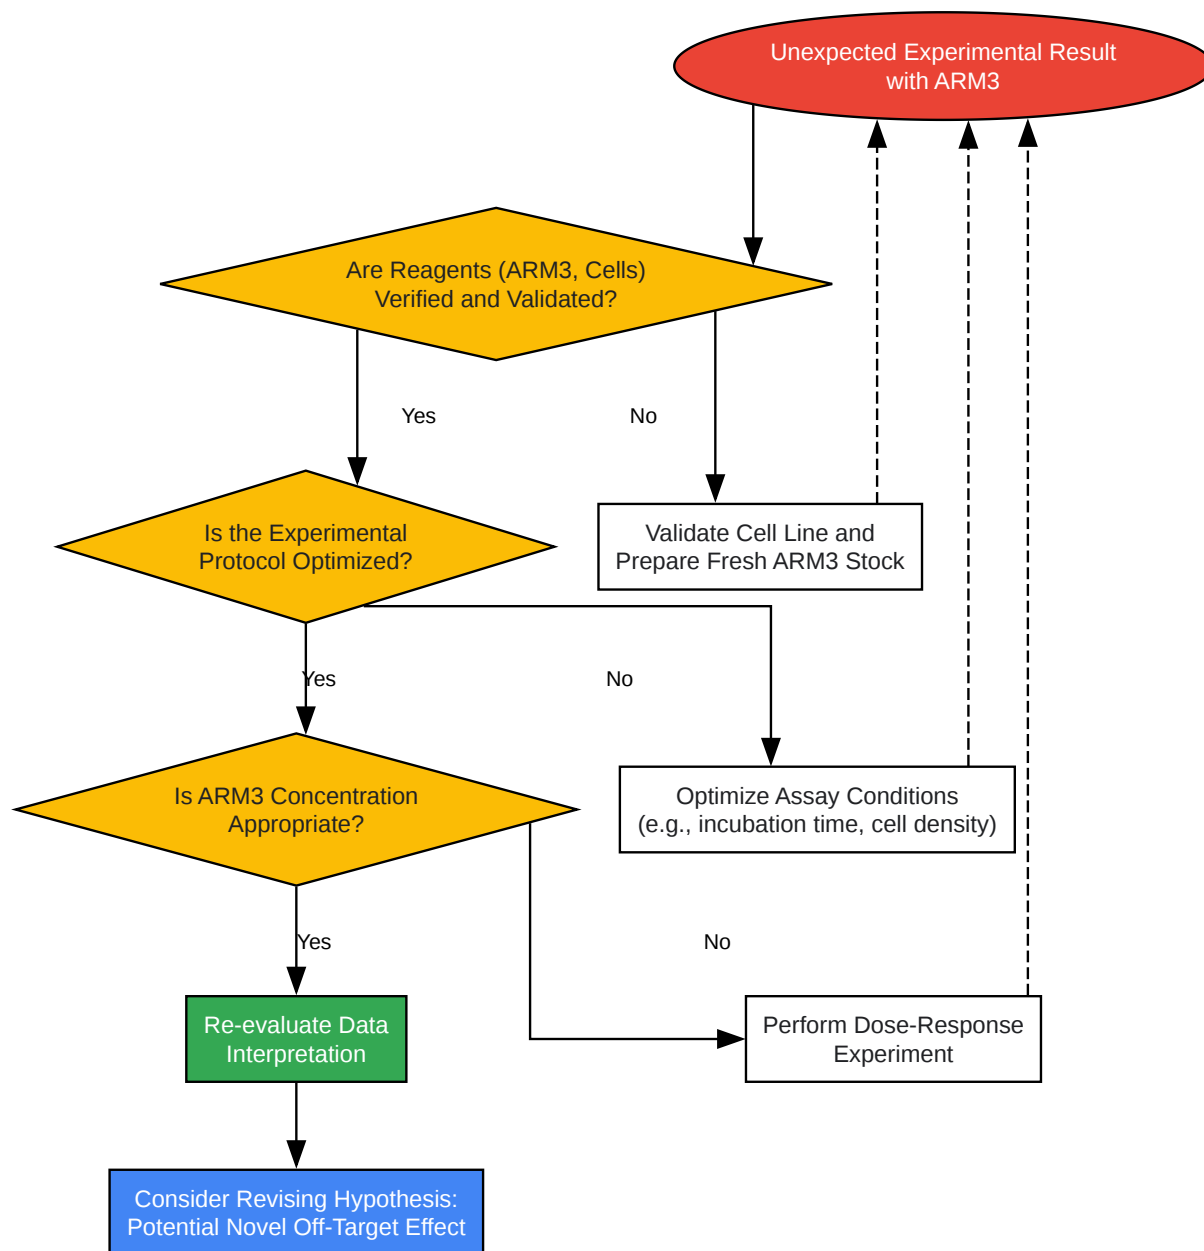 Unexpected Experimental Result
with ARM3
Are Reagents (ARM3, Cells)
Verified and Validated?
Yes
No
Is the Experimental
Protocol Optimized?
Validate Cell Line and
Prepare Fresh ARM3 Stock
Yes
No
Is ARM3 Concentration
Appropriate?
Optimize Assay Conditions
(e.g., incubation time, cell density)
Yes
No
Re-evaluate Data
Interpretation
Perform Dose-Response
Experiment
Consider Revising Hypothesis:
Potential Novel Off-Target Effect